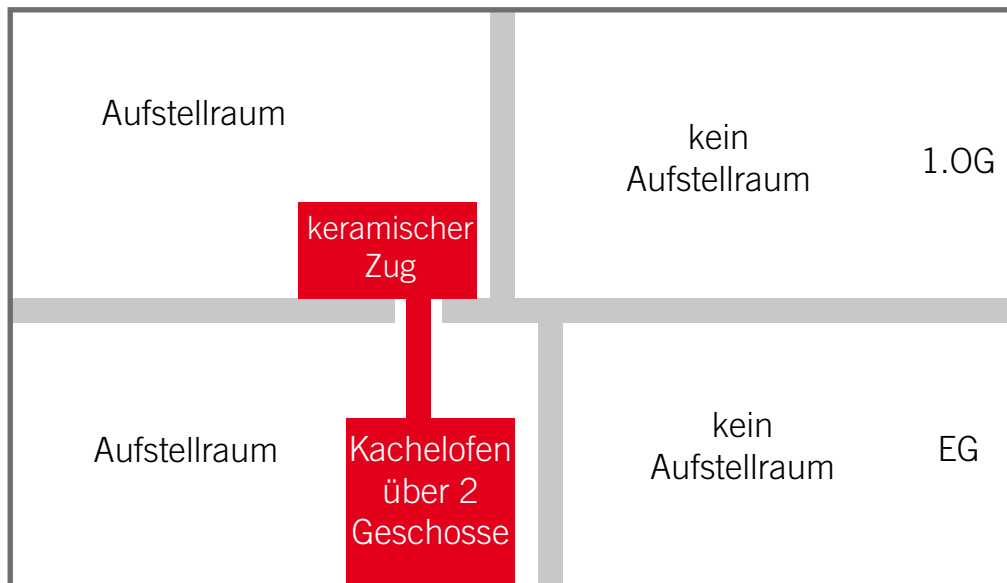 Aufstellraum
kein
Aufstellraum
1.OG
keramischer
Zug
Aufstellraum
Kachelofen
über 2
Geschosse
kein
Aufstellraum
EG